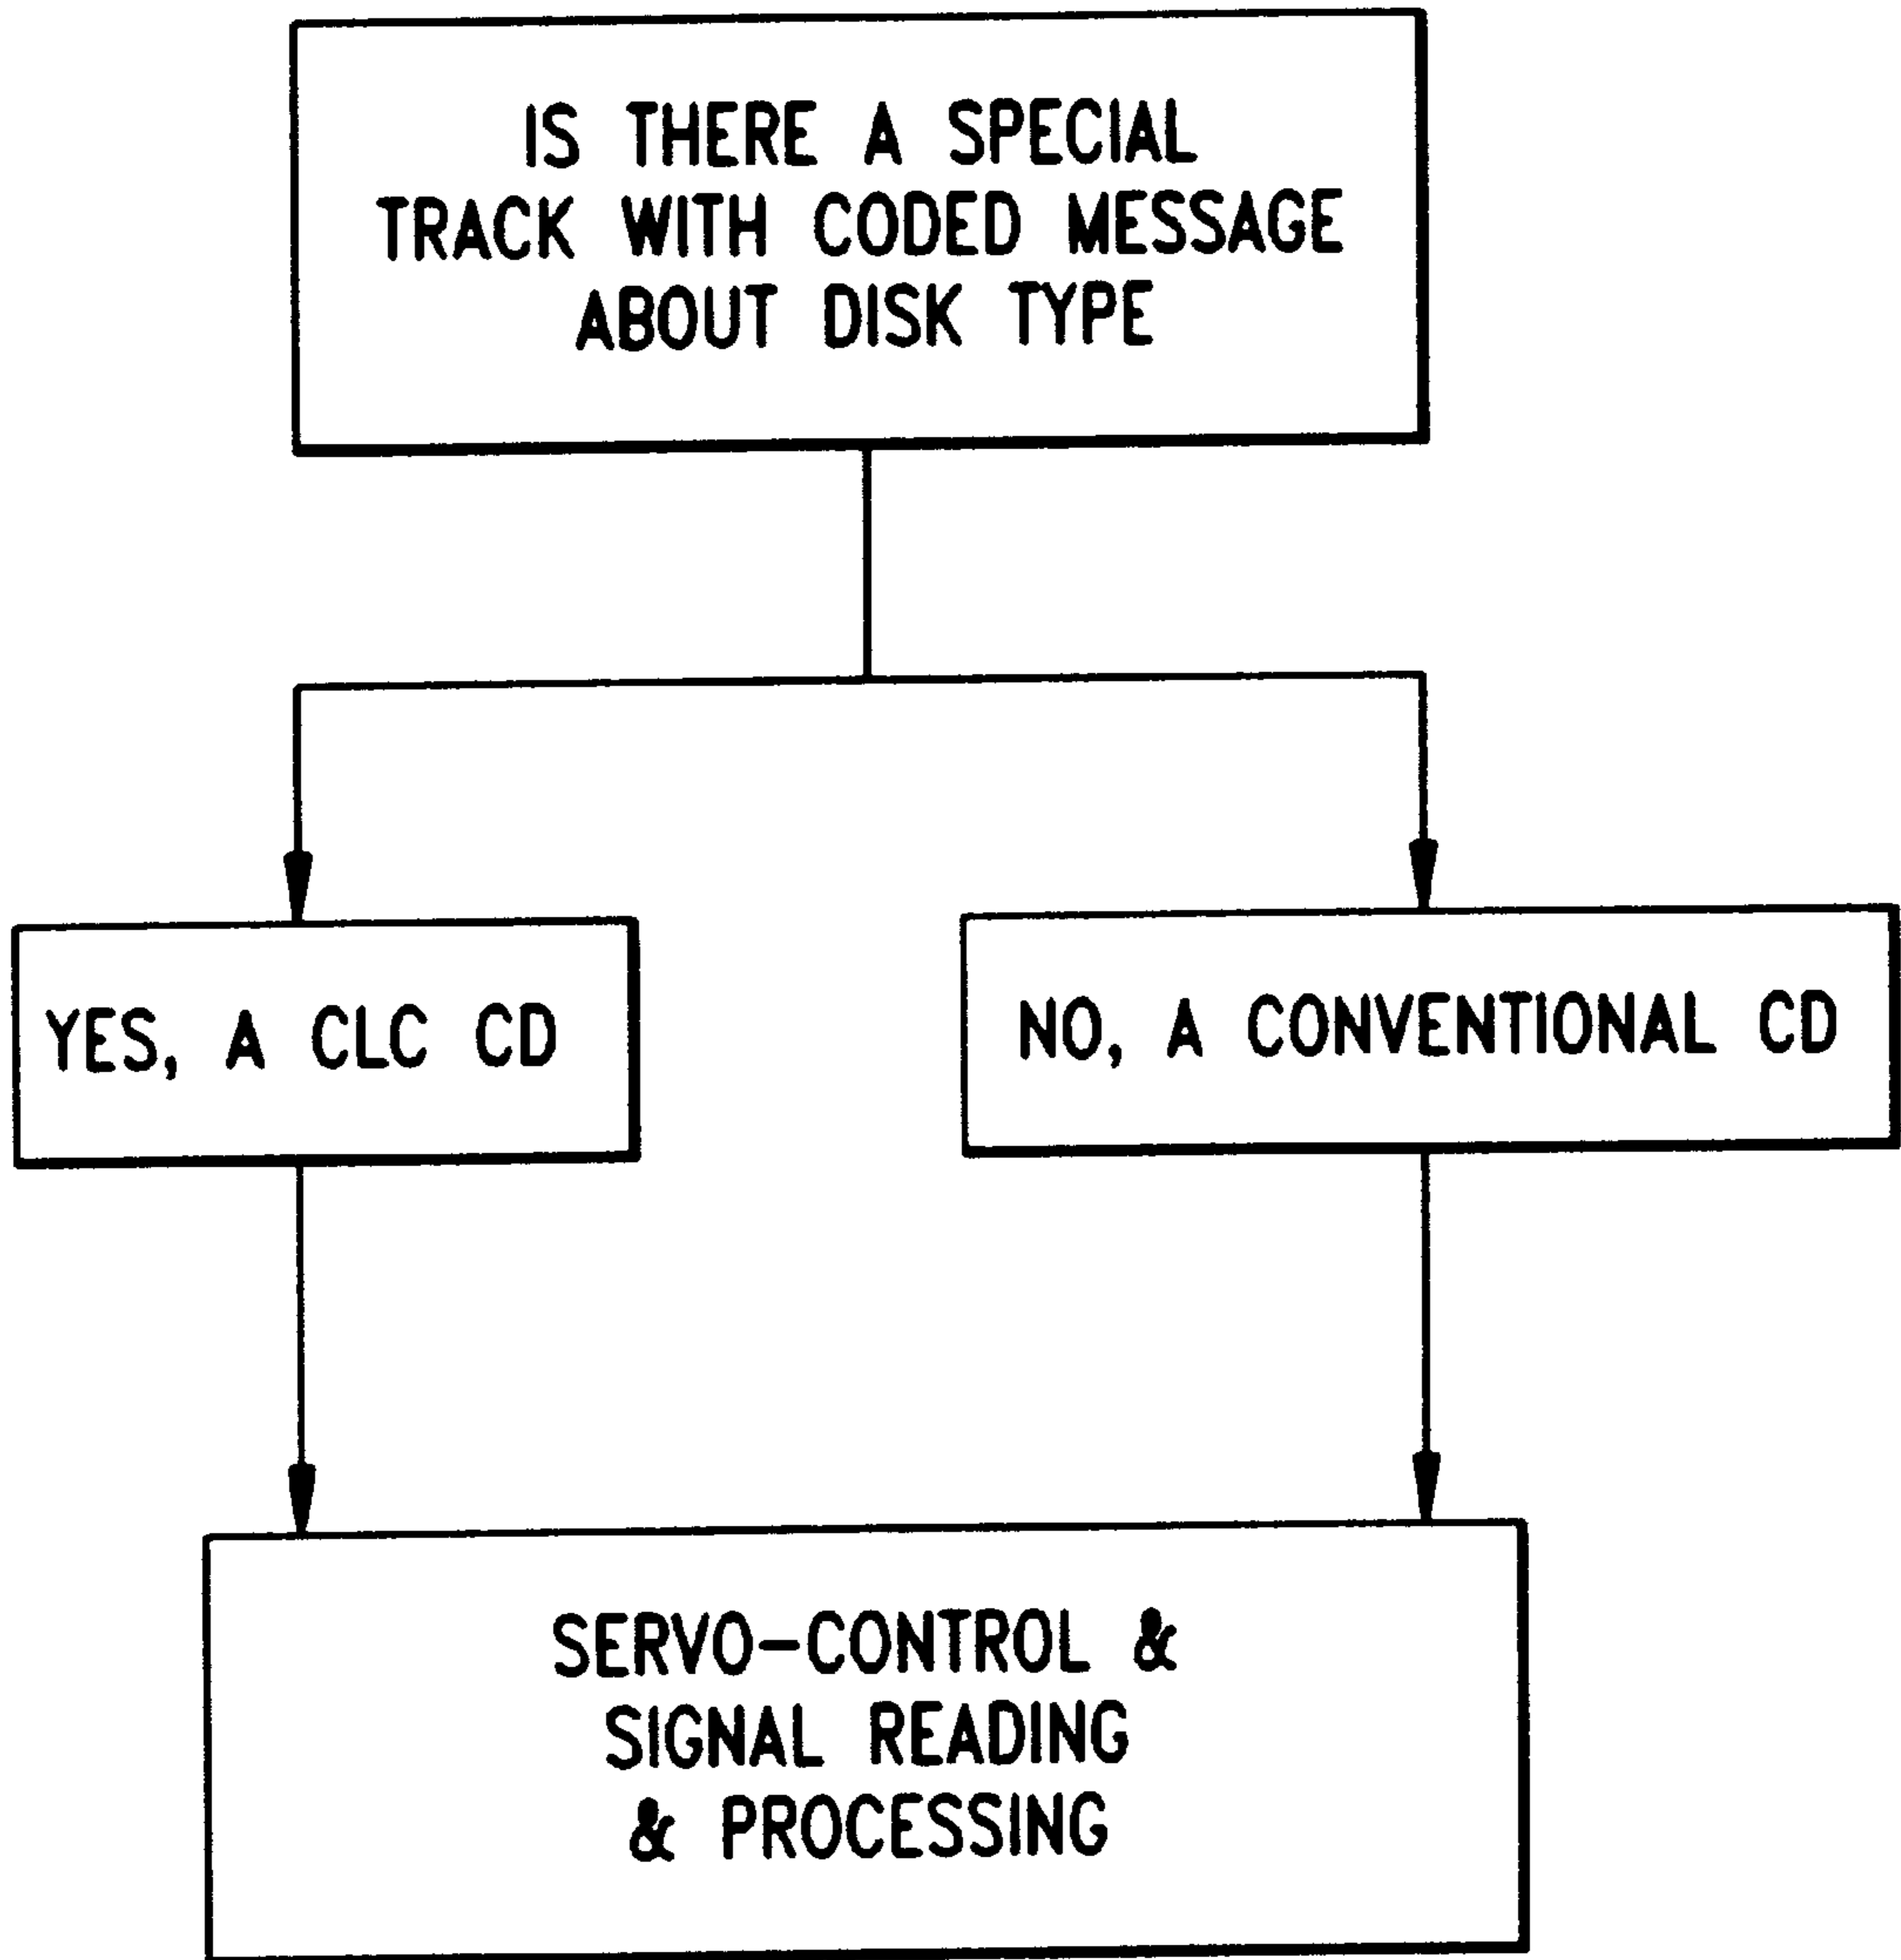 IS THERE A SPECIAL
TRACK WITH CODED MESSAGE
ABOUT DISK TYPE
YES, A CLC CD
NO, A CONVENTIONAL CD
SERVO-CONTROL &
SIGNAL READING
& PROCESSING